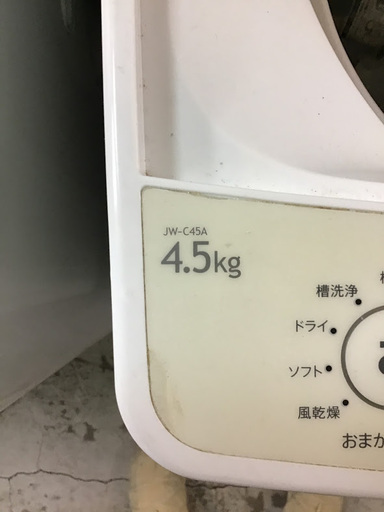 JW-C45A
4.5kg
槽洗浄
ドライ
ソフト
風乾燥
おまか